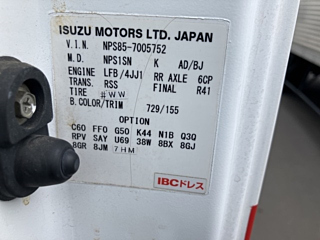 ISUZU MOTORS LTD. JAPAN
V.I.N. NPS85-7005752
M.D. NPS1SN K AD/BJ
ENGINE LFB/4JJ1 RR AXLE 6CP
TRANS. RSS FINAL R41
TIRE #WW
B.COLOR/TRIM 729/155
OPTION
C60 FF0 G50 K44 N1B Q3Q
RPV SAY U69 38W 8BX 8GJ
8GR 8JM 7HM
IBCドレス